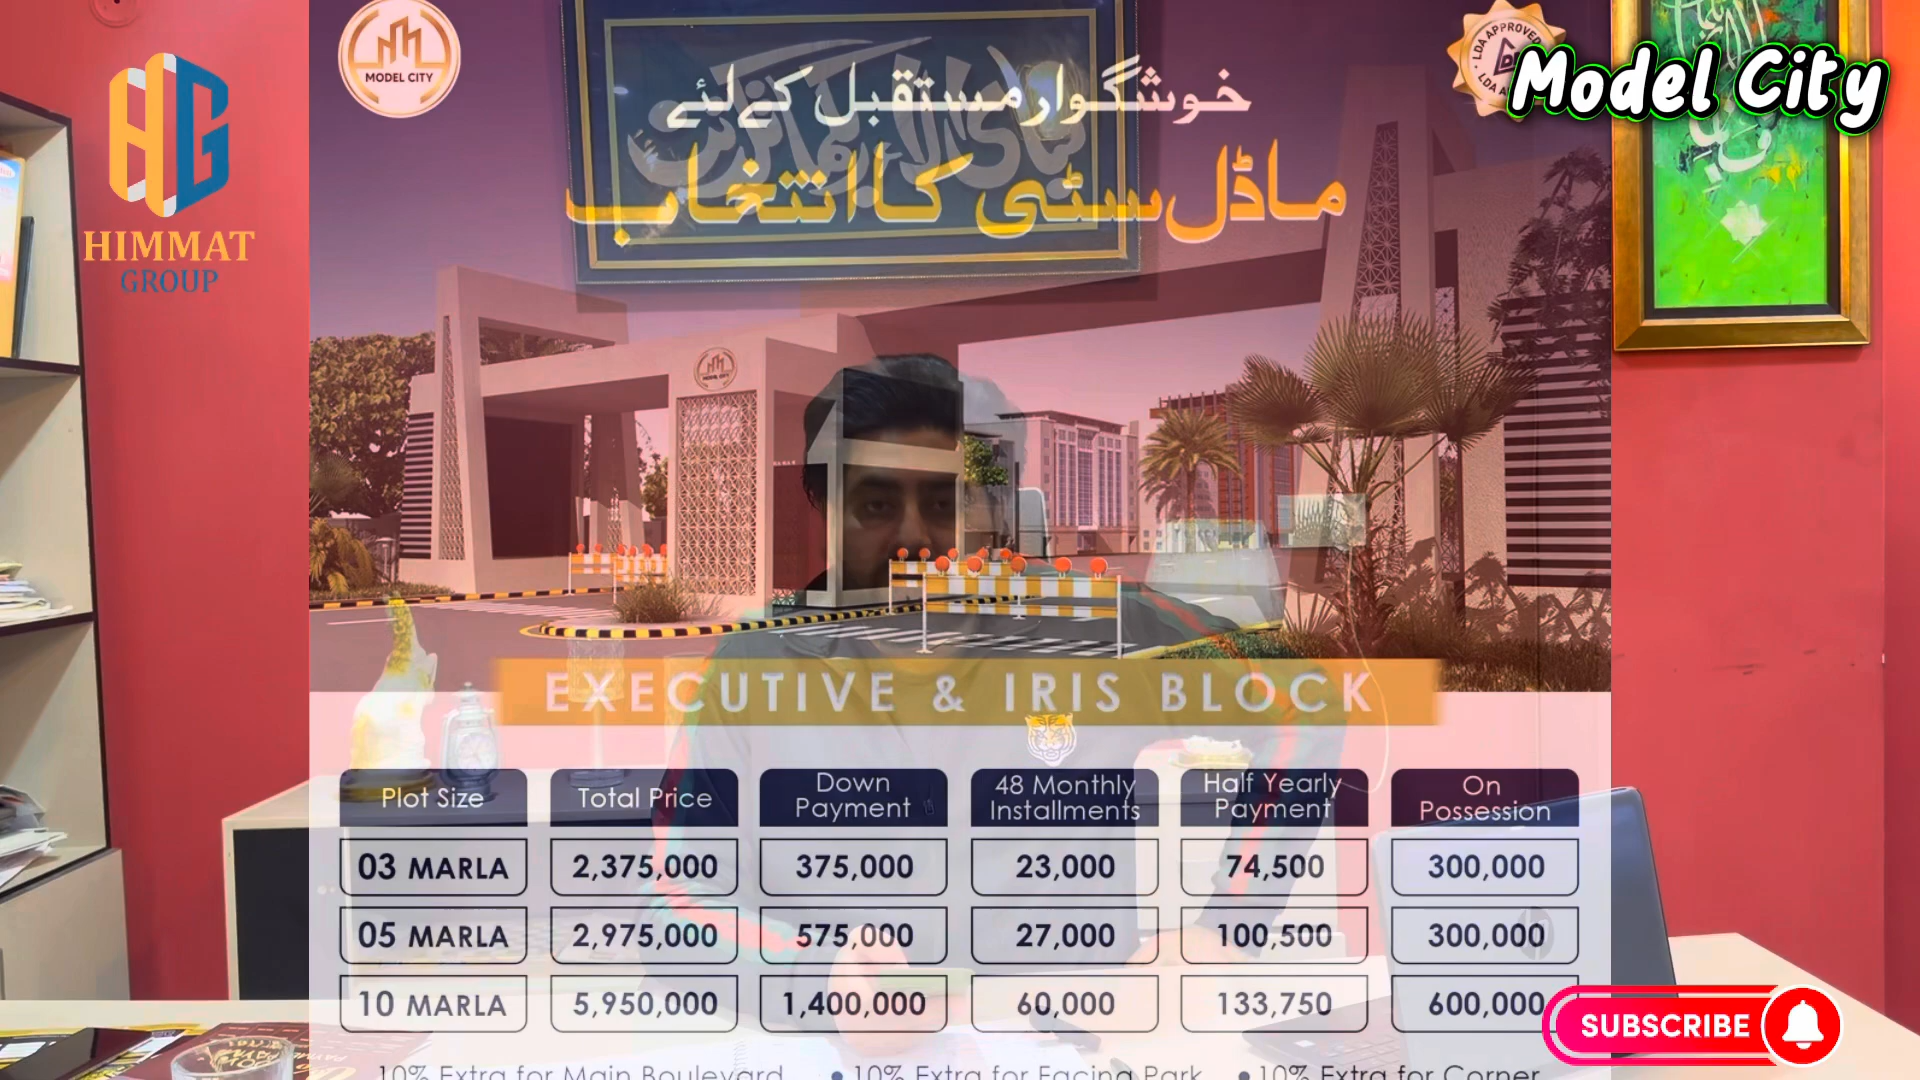 MODEL CITY
LDA APPROVED
Model City
HIMMAT
GROUP
خوشگوار مستقبل کے لئے
ماڈل سٹی کا انتخاب
MODEL CITY
EXECUTIVE & IRIS BLOCK
Plot Size Total Price Down Payment 48 Monthly Installments Half Yearly Payment On Possession
03 MARLA 2,375,000 375,000 23,000 74,500 300,000
05 MARLA 2,975,000 575,000 27,000 100,500 300,000
10 MARLA 5,950,000 1,400,000 60,000 133,750 600,000
SUBSCRIBE
10% Extra for Main Boulevard • 10% Extra for Facing Park • 10% Extra for Corner